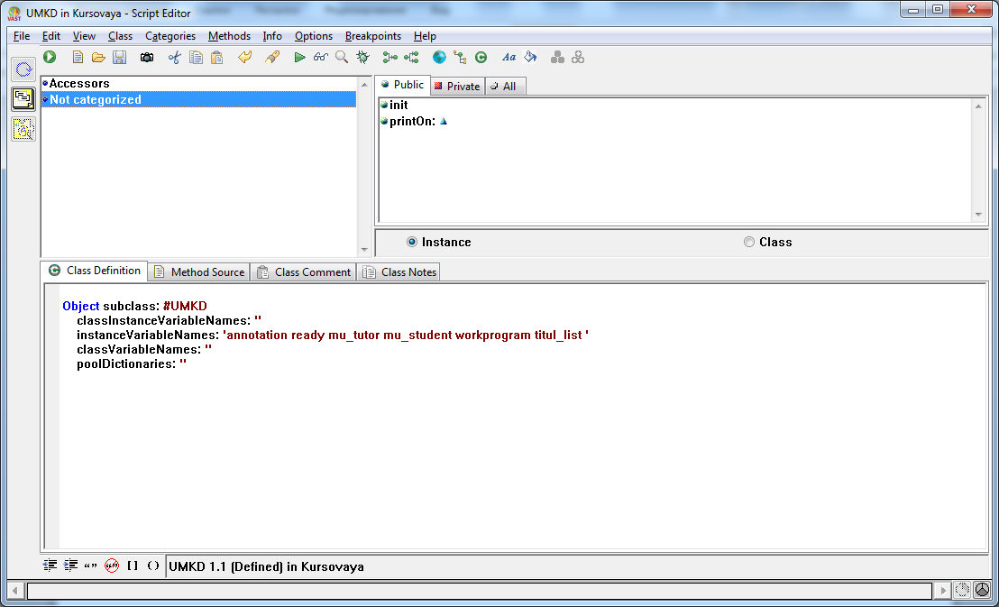 UMKD in Kursovaya - Script Editor
File Edit View Class Categories Methods Info Options Breakpoints Help
Accessors
Not categorized
Public Private All
init
printOn:
Instance Class
Class Definition Method Source Class Comment Class Notes
Object subclass: #UMKD
classInstanceVariableNames: ''
instanceVariableNames: 'annotation ready mu_tutor mu_student workprogram titul_list '
classVariableNames: ''
poolDictionaries: ''
UMKD 1.1 (Defined) in Kursovaya